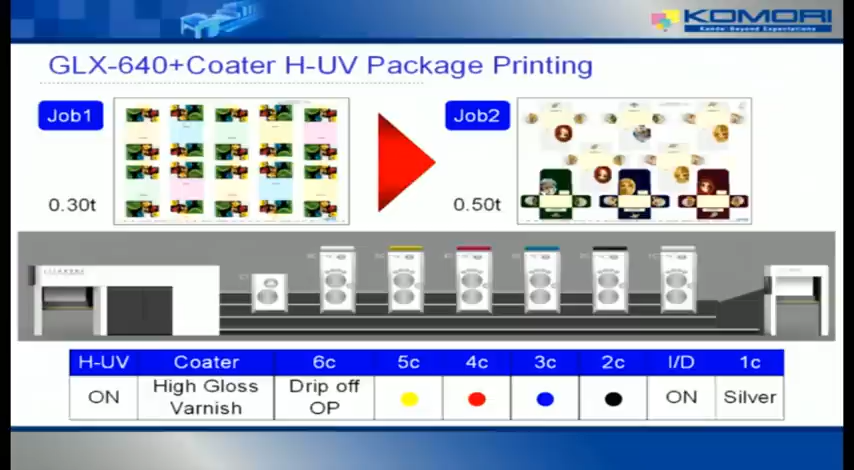 KOMORI
Kando: Beyond Expectations
GLX-640+Coater H-UV Package Printing
Job1
Job2
0.30t
0.50t
H-UV Coater 6c 5c 4c 3c 2c I/D 1c
ON High Gloss Varnish Drip off OP ON Silver